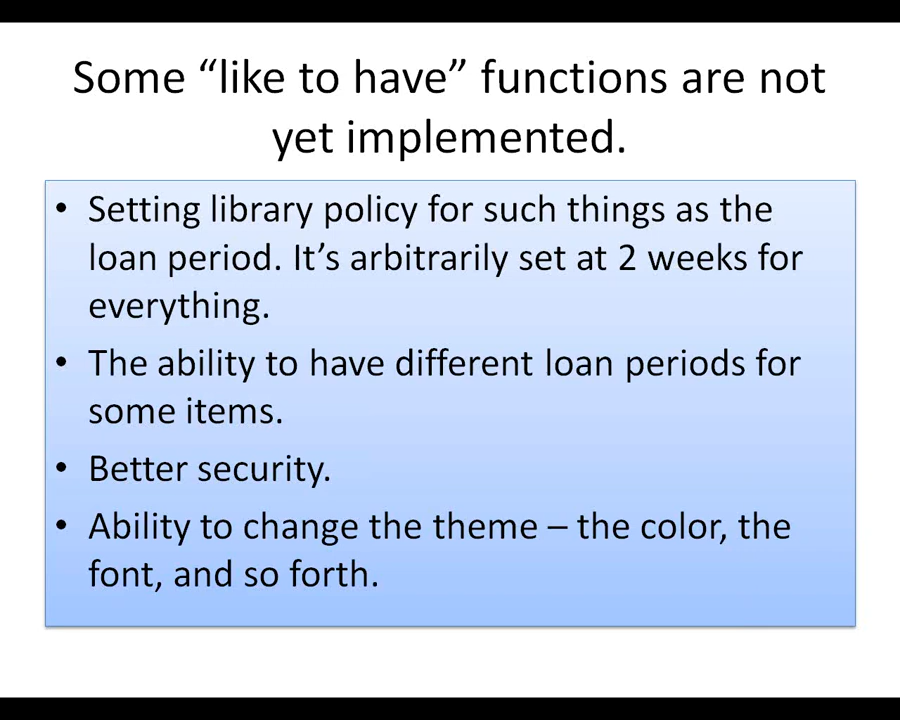 Some “like to have” functions are not
yet implemented.
• Setting library policy for such things as the
loan period. It’s arbitrarily set at 2 weeks for
everything.
• The ability to have different loan periods for
some items.
• Better security.
• Ability to change the theme – the color, the
font, and so forth.